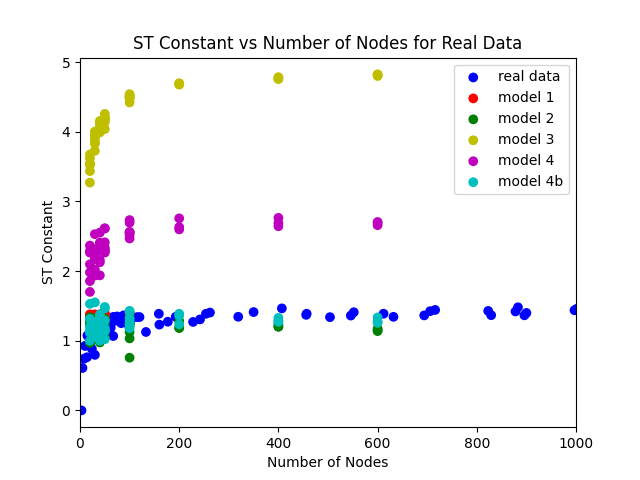 ST Constant vs Number of Nodes for Real Data
5
4
3
2
1
0
ST Constant
real data
model 1
model 2
model 3
model 4
model 4b
0 200 400 600 800 1000
Number of Nodes